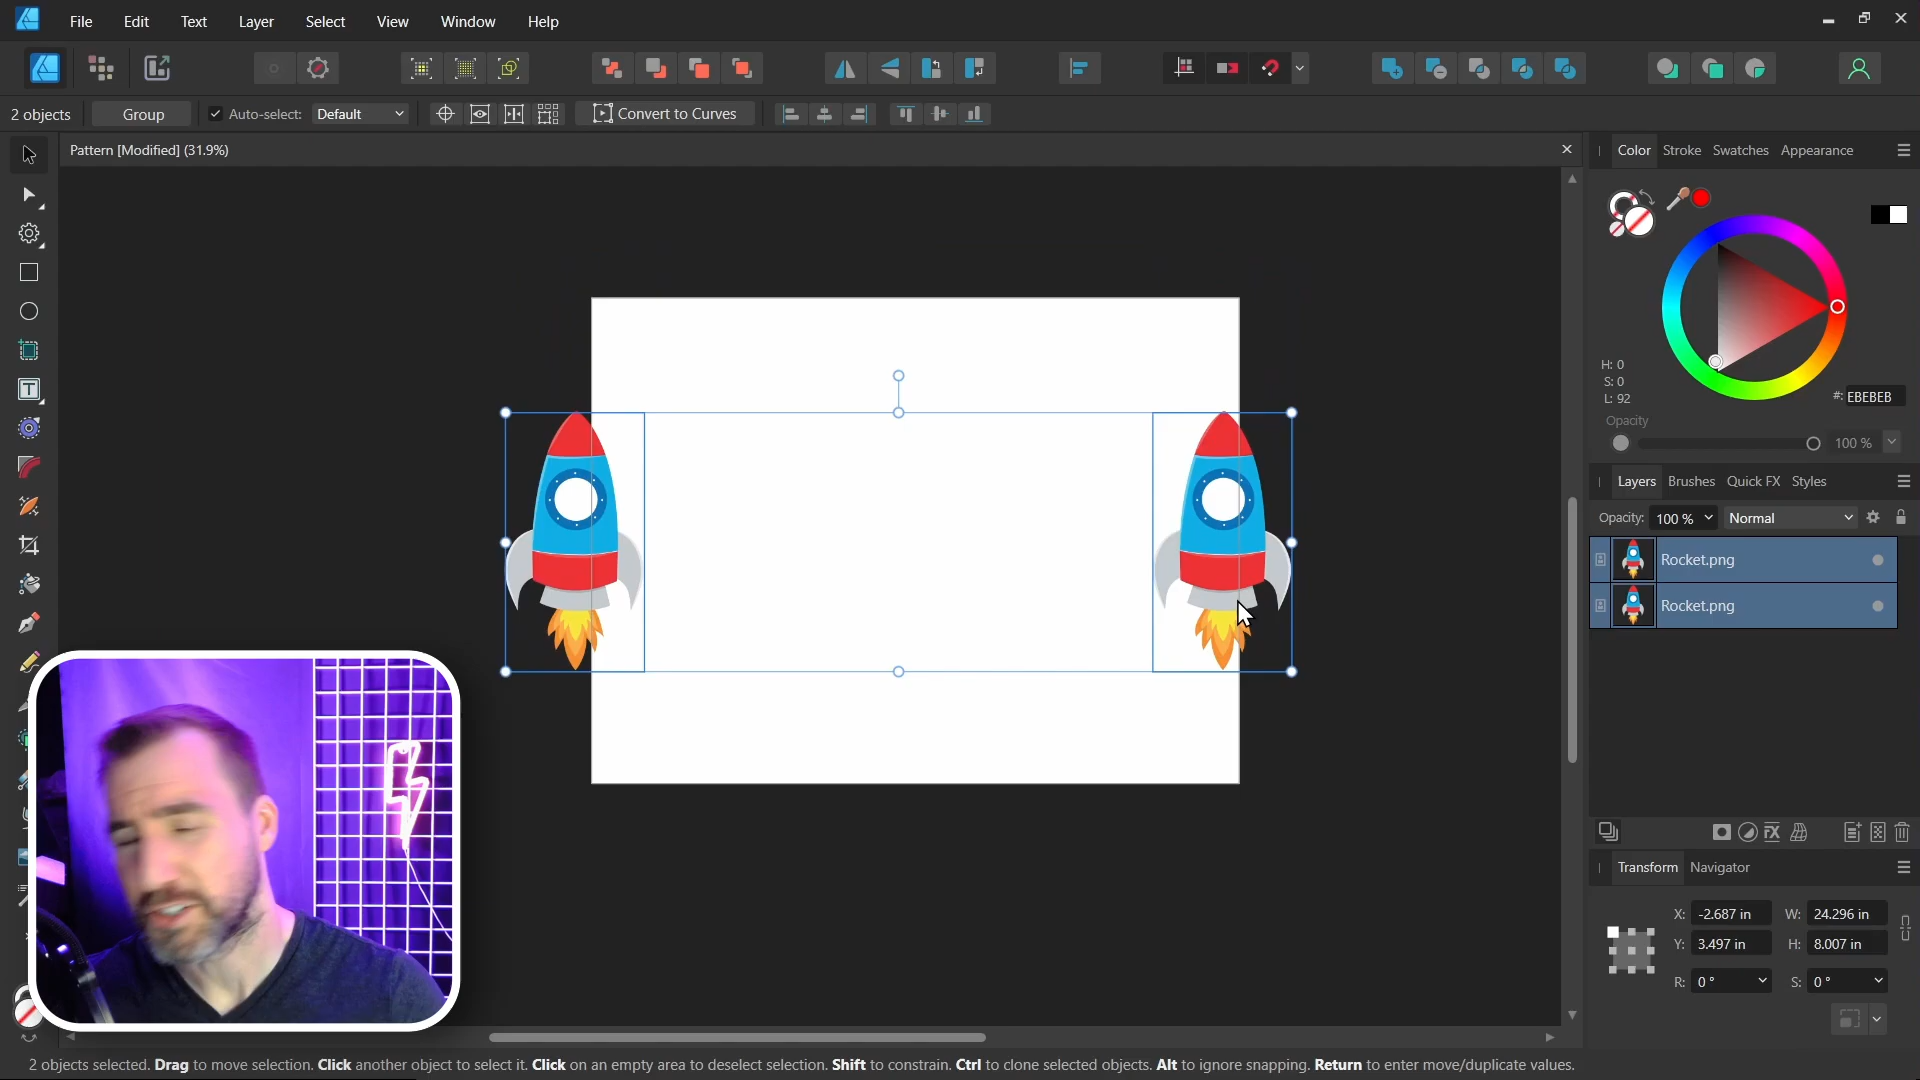 File Edit Text Layer Select View Window Help
2 objects Group Auto-select: Default Convert to Curves
Pattern [Modified] (31.9%)
Color Stroke Swatches Appearance
H: 0
S: 0
L: 92
#: EBEBEB
Opacity
100 %
Layers Brushes Quick FX Styles
Opacity: 100 % Normal
Rocket.png
Rocket.png
Transform Navigator
X: -2.687 in W: 24.296 in
Y: 3.497 in H: 8.007 in
R: 0 ° S: 0 °
2 objects selected. Drag to move selection. Click another object to select it. Click on an empty area to deselect selection. Shift to constrain. Ctrl to clone selected objects. Alt to ignore snapping. Return to enter move/duplicate values.